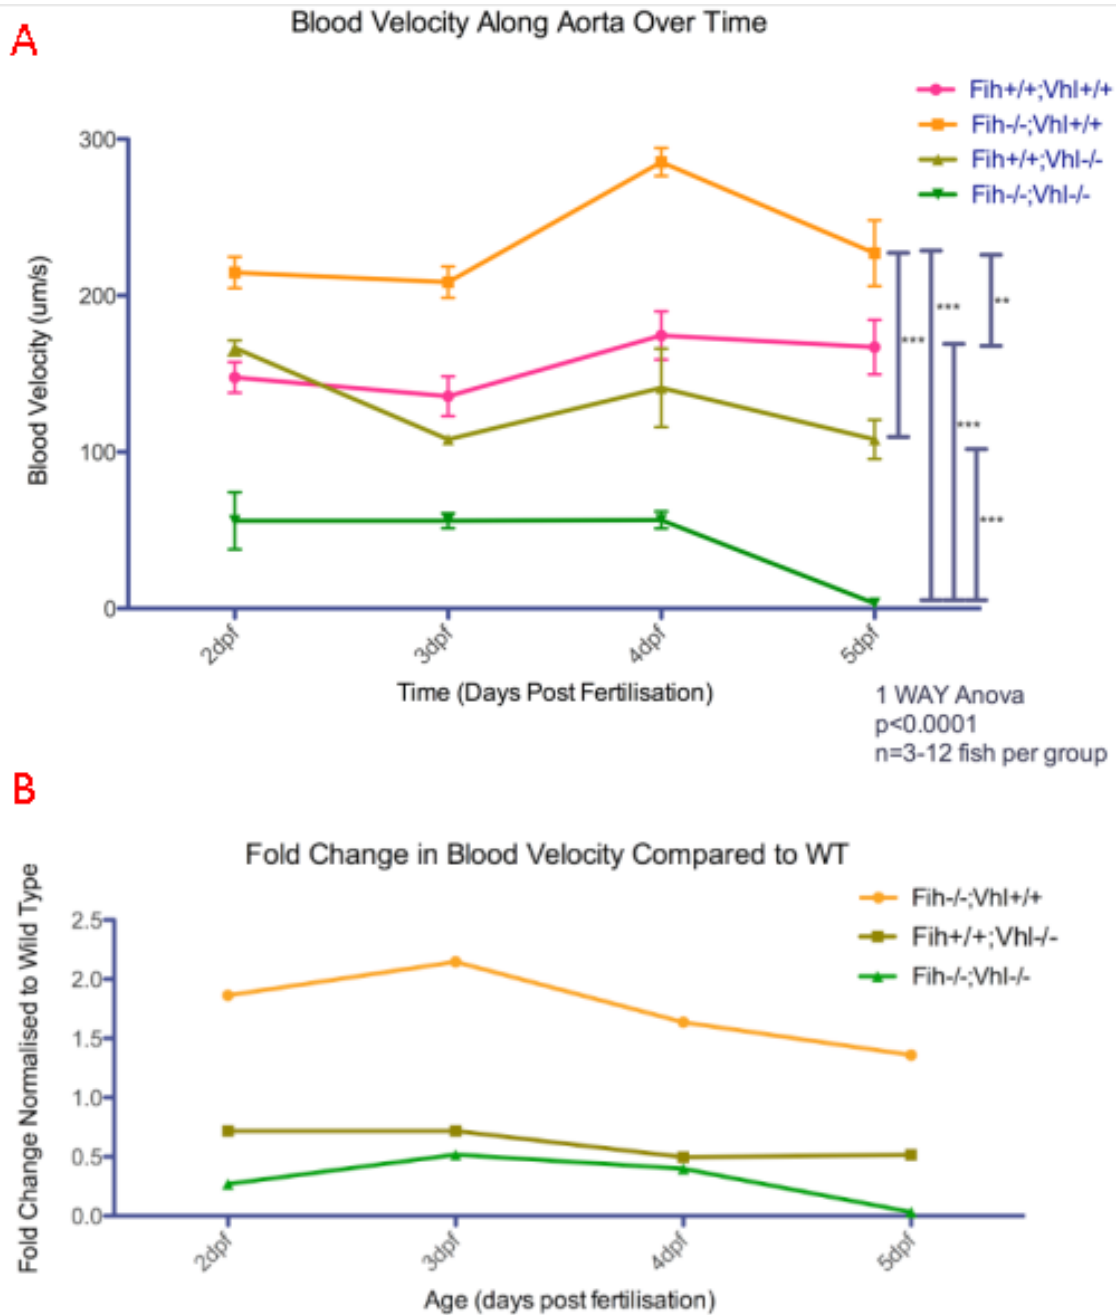 A
Blood Velocity Along Aorta Over Time
Fih+/+;Vhl+/+
Fih-/-;Vhl+/+
Fih+/+;Vhl-/-
Fih-/-;Vhl-/-
Blood Velocity (um/s)
300
200
100
0
***
***
**
***
***
2dpf
3dpf
4dpf
5dpf
Time (Days Post Fertilisation)
1 WAY Anova
p<0.0001
n=3-12 fish per group
B
Fold Change in Blood Velocity Compared to WT
Fih-/-;Vhl+/+
Fih+/+;Vhl-/-
Fih-/-;Vhl-/-
Fold Change Normalised to Wild Type
2.5
2.0
1.5
1.0
0.5
0.0
2dpf
3dpf
4dpf
5dpf
Age (days post fertilisation)